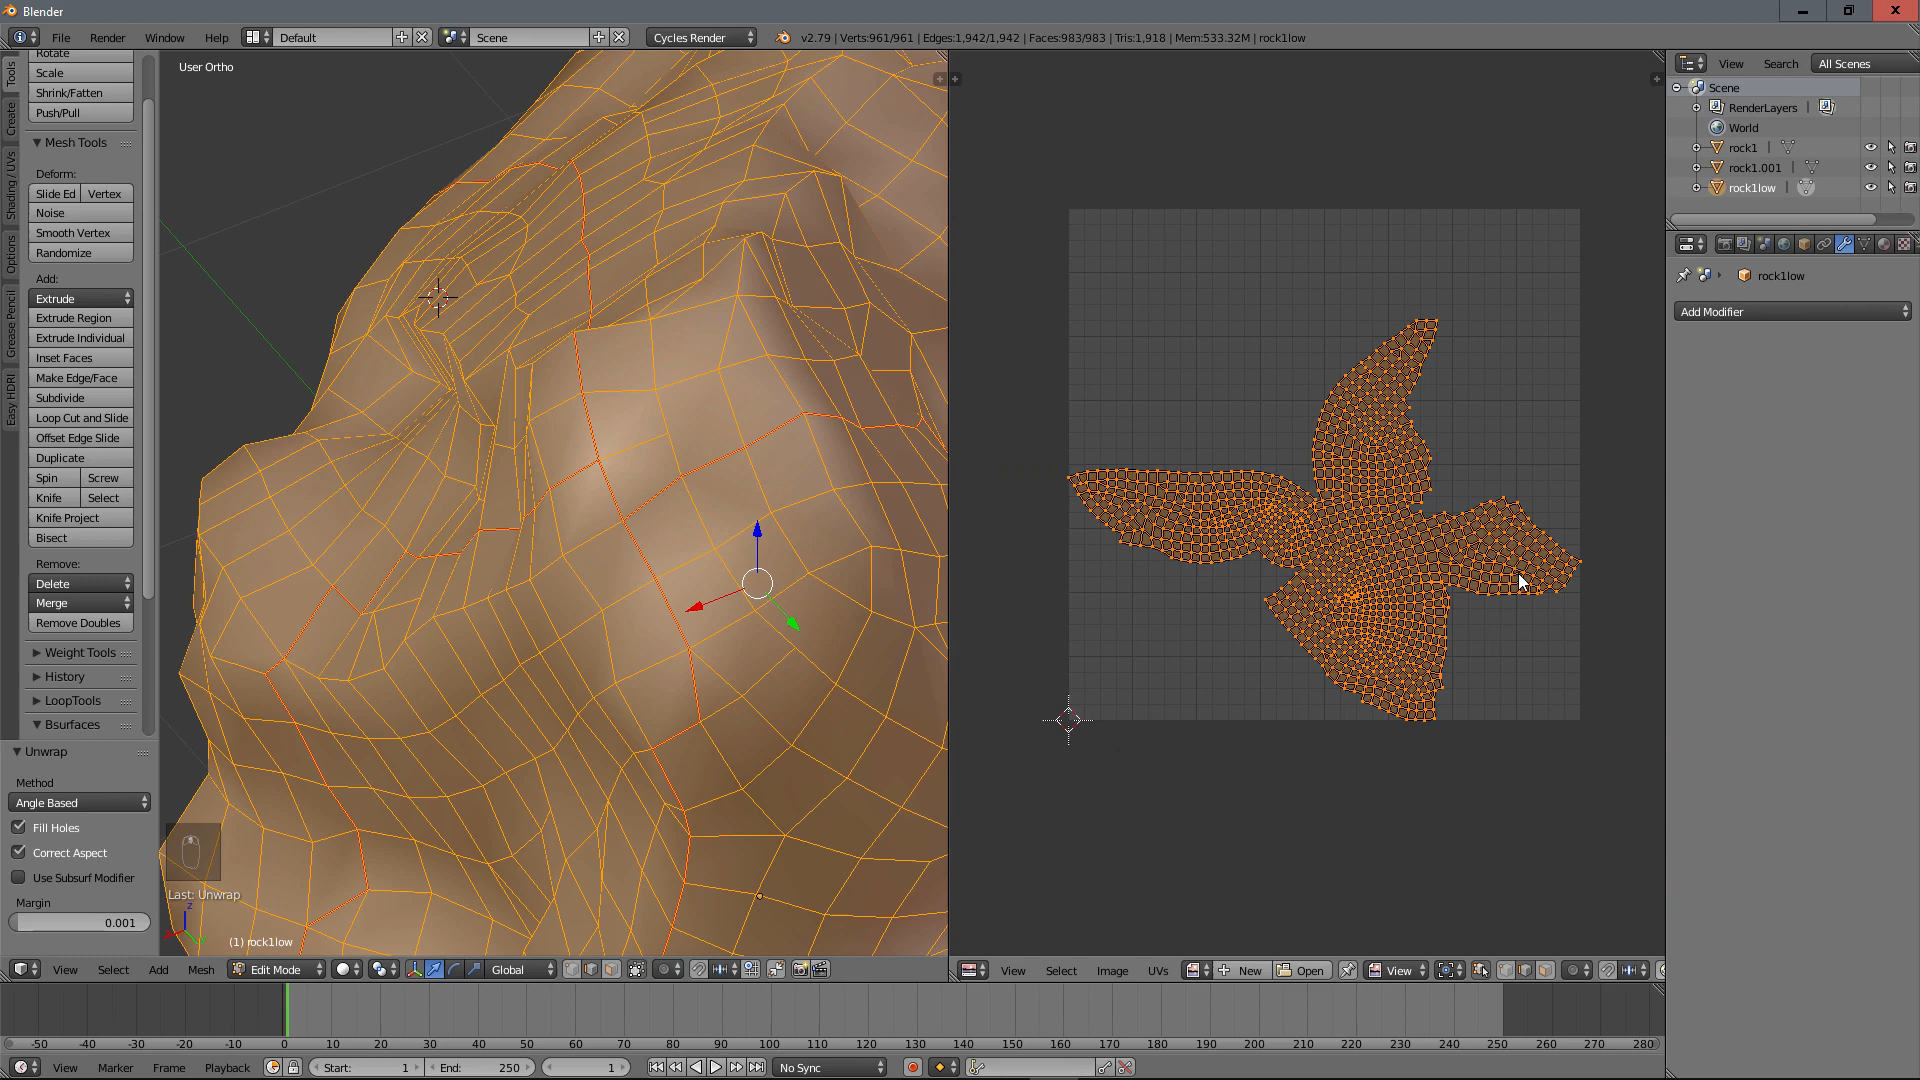 Blender
File Render Window Help Default Scene Cycles Render v2.79 | Verts:961/961 | Edges:1,942/1,942 | Faces:983/983 | Tris:1,918 | Mem:533.32M | rock1low
Tools
Create
Shading / UVs
Options
Grease Pencil
Easy HDRI
Rotate
Scale
Shrink/Fatten
Push/Pull
Mesh Tools
Deform:
Slide Ed Vertex
Noise
Smooth Vertex
Randomize
Add:
Extrude
Extrude Region
Extrude Individual
Inset Faces
Make Edge/Face
Subdivide
Loop Cut and Slide
Offset Edge Slide
Duplicate
Spin Screw
Knife Select
Knife Project
Bisect
Remove:
Delete
Merge
Remove Doubles
Weight Tools
History
LoopTools
Bsurfaces
Unwrap
Method
Angle Based
Fill Holes
Correct Aspect
Use Subsurf Modifier
Margin
0.001
User Ortho
Last: Unwrap
z
(1) rock1low
View Select Add Mesh Edit Mode Global
View Select Image UVs New Open View
View Search All Scenes
Scene
RenderLayers |
World
rock1 |
rock1.001 |
rock1low |
rock1low
Add Modifier
-50 -40 -30 -20 -10 0 10 20 30 40 50 60 70 80 90 100 110 120 130 140 150 160 170 180 190 200 210 220 230 240 250 260 270 280
View Marker Frame Playback Start: 1 End: 250 1 No Sync